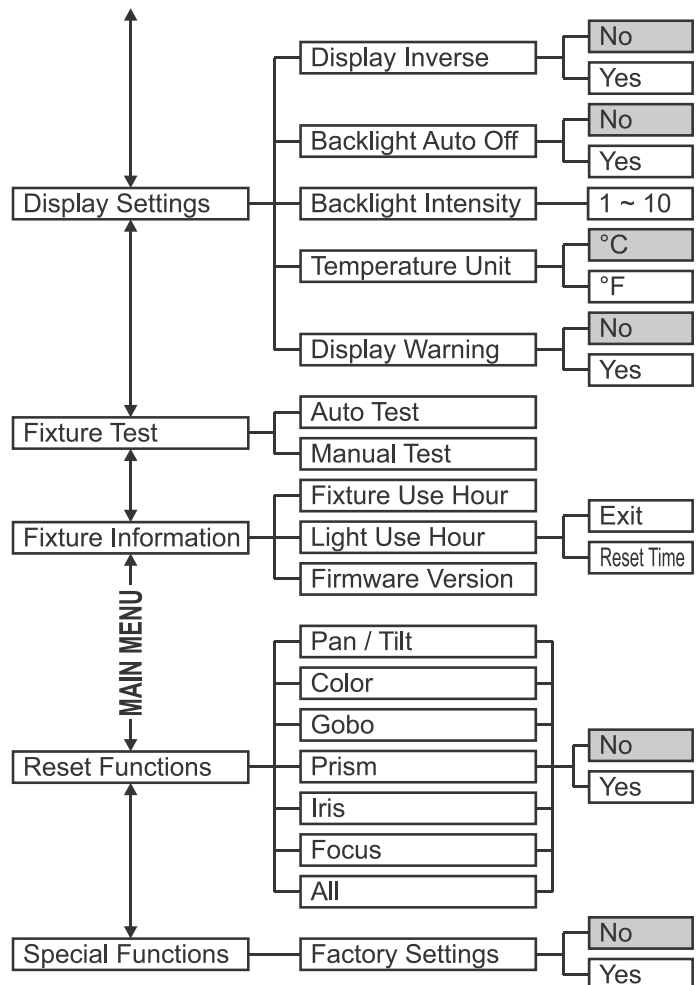 Display Settings
Display Inverse
No
Yes
Backlight Auto Off
No
Yes
Backlight Intensity
1 ~ 10
Temperature Unit
°C
°F
Display Warning
No
Yes
Fixture Test
Auto Test
Manual Test
Fixture Information
Fixture Use Hour
Light Use Hour
Exit
Reset Time
Firmware Version
MAIN MENU
Reset Functions
Pan / Tilt
Color
Gobo
Prism
Iris
Focus
All
No
Yes
Special Functions
Factory Settings
No
Yes